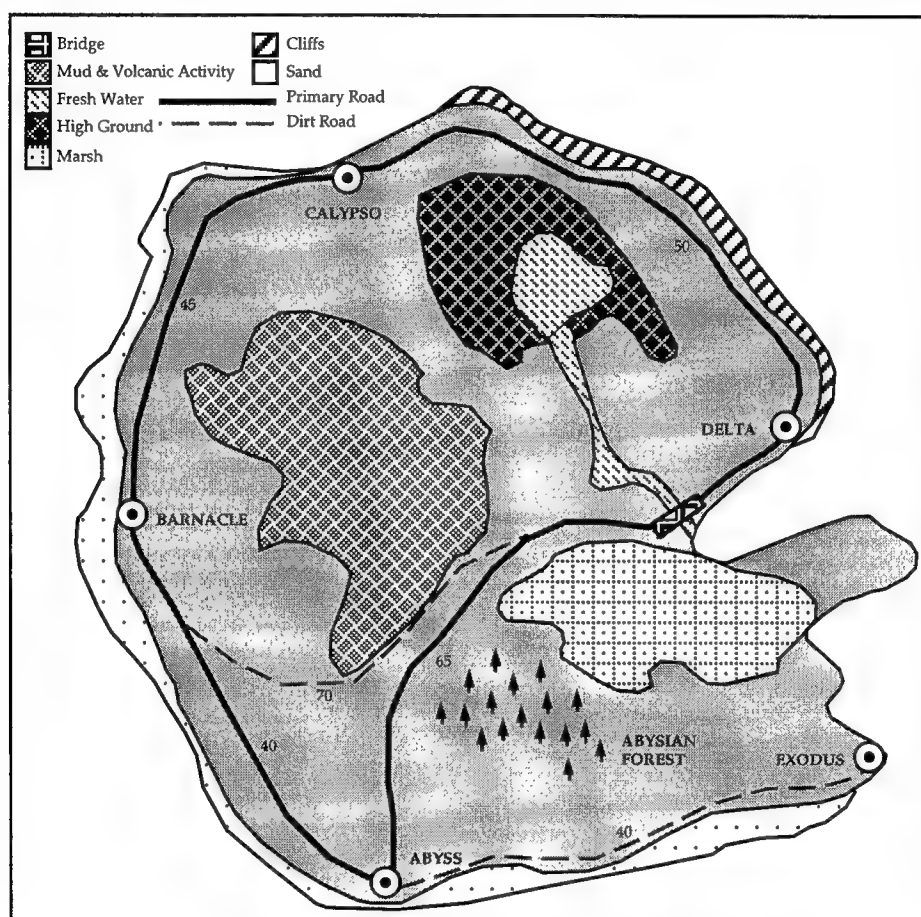 Bridge
Cliffs
Mud & Volcanic Activity
Sand
Fresh Water
Primary Road
High Ground
Dirt Road
Marsh
CALYPSO
50
45
DELTA
BARNACLE
65
70
40
ABYSIAN
FOREST
EXODUS
40
ABYSS